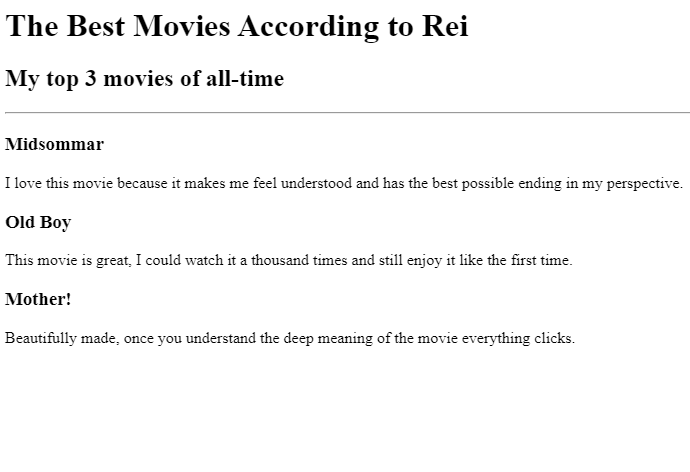 The Best Movies According to Rei
My top 3 movies of all-time
Midsommar
I love this movie because it makes me feel understood and has the best possible ending in my perspective.
Old Boy
This movie is great, I could watch it a thousand times and still enjoy it like the first time.
Mother!
Beautifully made, once you understand the deep meaning of the movie everything clicks.